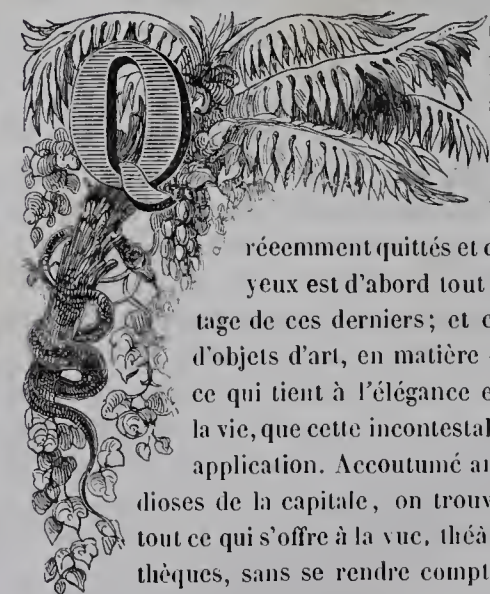 Q
récemment quittés et
yeux est d'abord tout
tage de ces derniers; et
d'objets d'art, en matière
ce qui tient à l'élégance
la vie, que cette
application. Accoutumé
dioses de la capitale, on
tout ce qui s'offre à la vue, 
thèques, sans se rendre